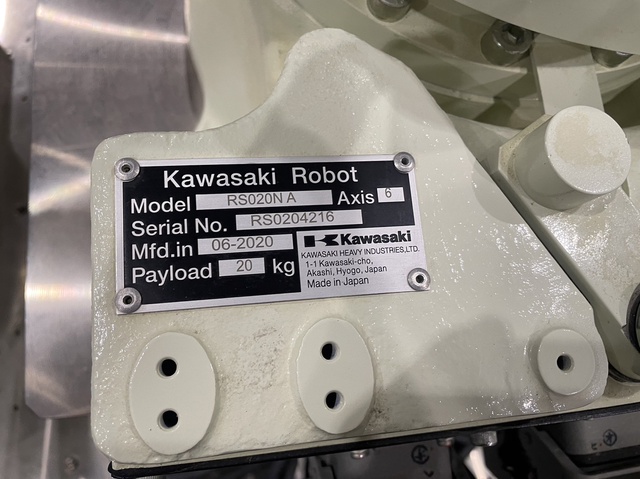 Kawasaki Robot
Model RS020N A Axis 6
Serial No. RS0204216
Mfd.in 06-2020
Payload 20 kg
Kawasaki
KAWASAKI HEAVY INDUSTRIES,LTD.
1-1 Kawasaki-cho,
Akashi, Hyogo, Japan
Made in Japan